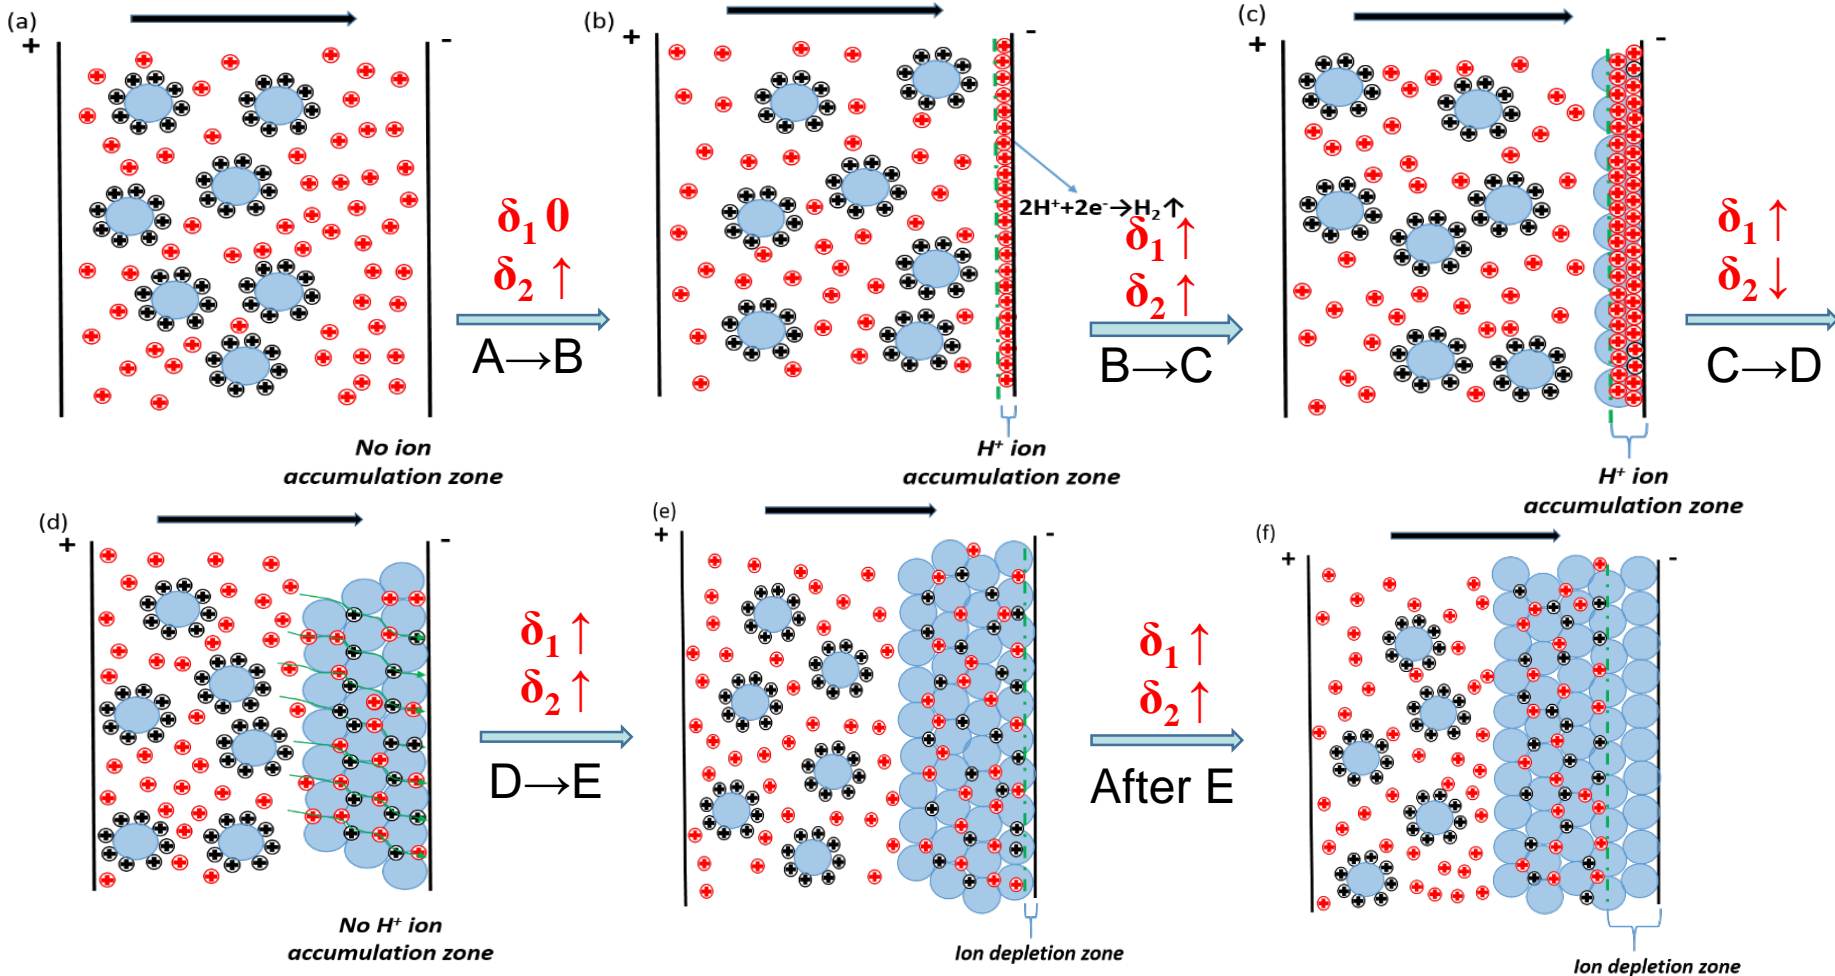 (a)
+
-
No ion
accumulation zone
δ₁ 0
δ₂ ↑
A→B
(b)
+
-
2H⁺+2e⁻→H₂↑
H⁺ ion
accumulation zone
δ₁ ↑
δ₂ ↑
B→C
(c)
+
-
H⁺ ion
accumulation zone
δ₁ ↑
δ₂ ↓
C→D
(d)
+
-
No H⁺ ion
accumulation zone
δ₁ ↑
δ₂ ↑
D→E
(e)
+
-
Ion depletion zone
δ₁ ↑
δ₂ ↑
After E
(f)
+
-
Ion depletion zone